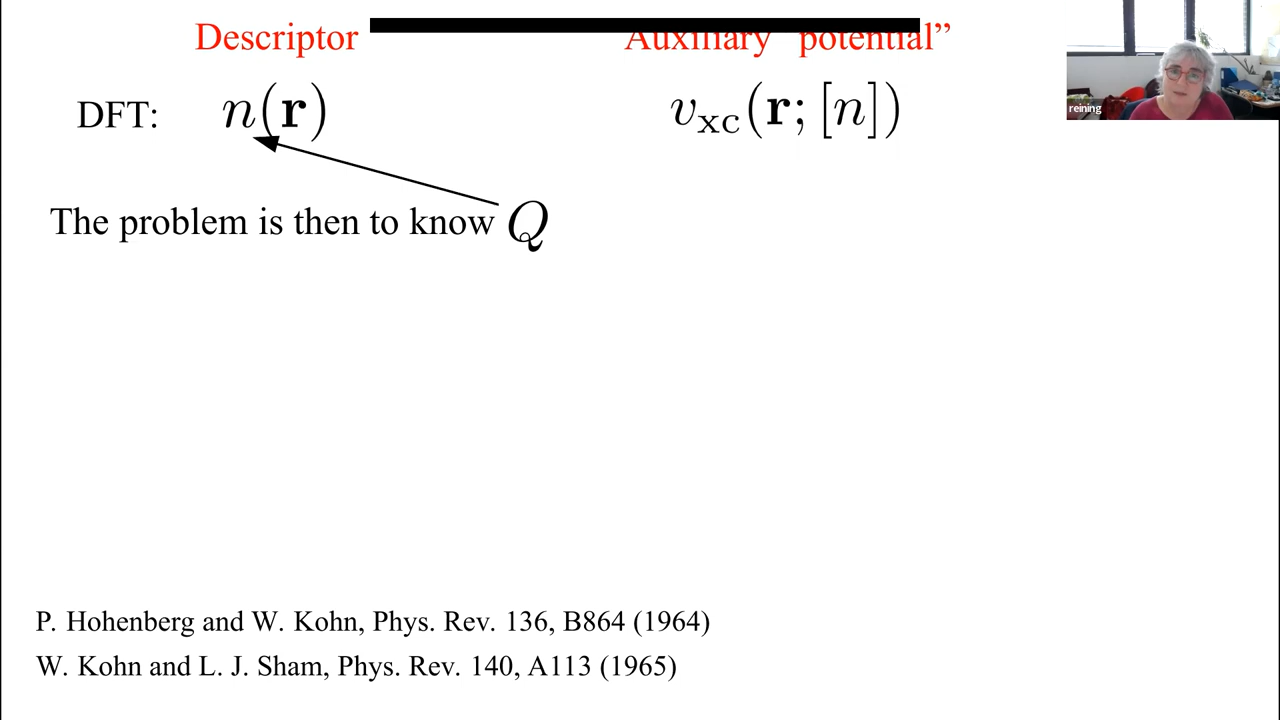 Descriptor Auxiliary “potential”
reining
DFT: n(r) v_xc(r; [n])
The problem is then to know Q
P. Hohenberg and W. Kohn, Phys. Rev. 136, B864 (1964)
W. Kohn and L. J. Sham, Phys. Rev. 140, A113 (1965)